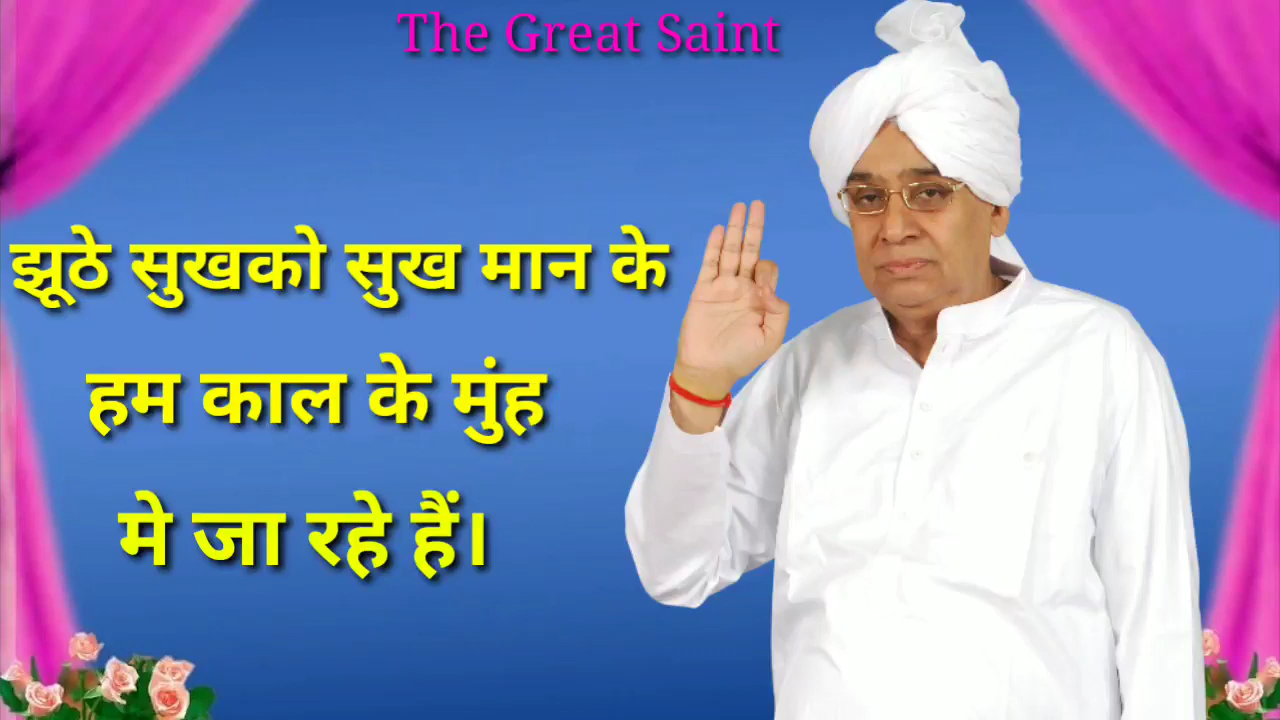 The Great Saint
झूठे सुखको सुख मान के
हम काल के मुंह
मे जा रहे हैं।